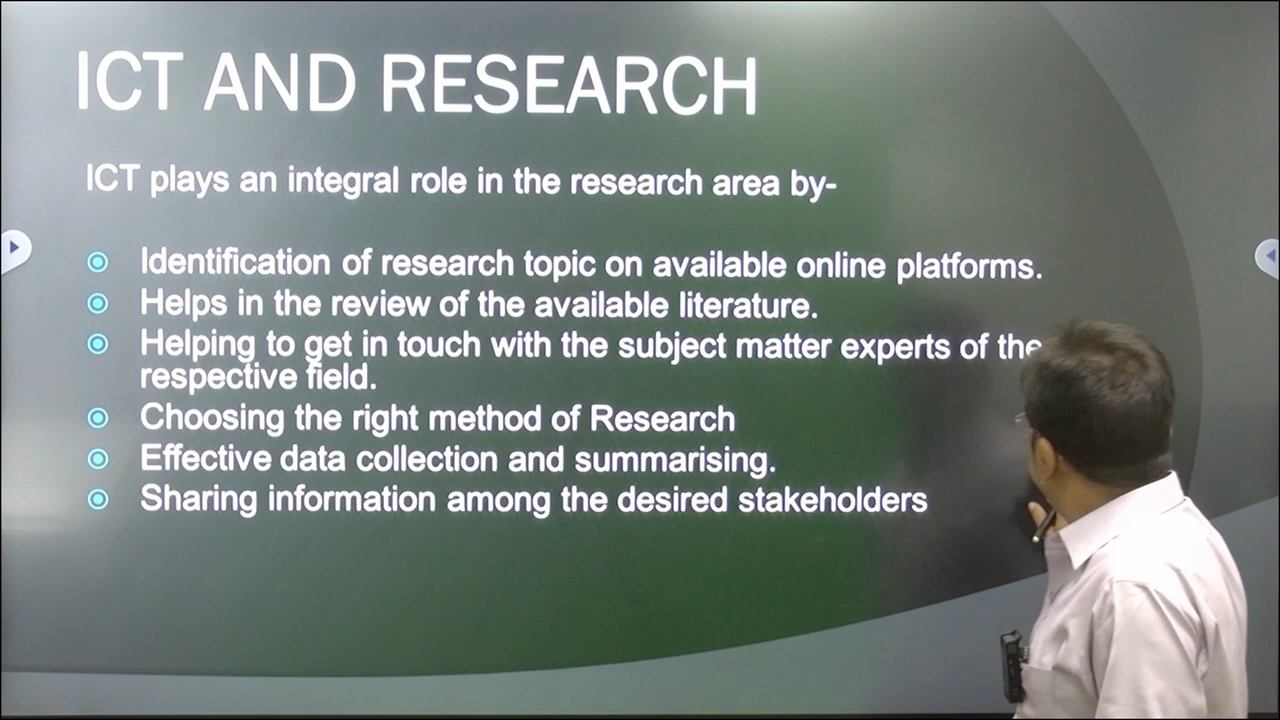 ICT AND RESEARCH
ICT plays an integral role in the research area by-
Identification of research topic on available online platforms.
Helps in the review of the available literature.
Helping to get in touch with the subject matter experts of the
respective field.
Choosing the right method of Research
Effective data collection and summarising.
Sharing information among the desired stakeholders